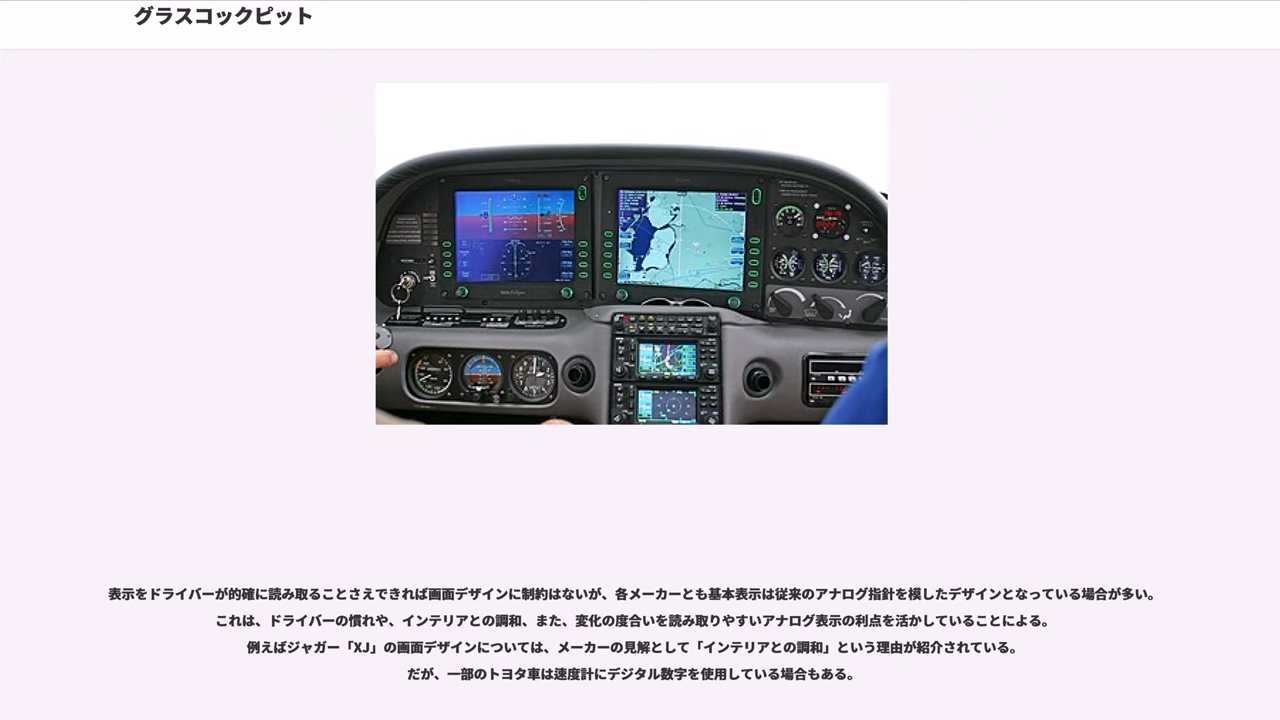 グラスコックピット
表示をドライバーが的確に読み取ることさえできれば画面デザインに制約はないが、各メーカーとも基本表示は従来のアナログ指針を模したデザインとなっている場合が多い。
これは、ドライバーの慣れや、インテリアとの調和、また、変化の度合いを読み取りやすいアナログ表示の利点を活かしていることによる。
例えばジャガー「XJ」の画面デザインについては、メーカーの見解として「インテリアとの調和」という理由が紹介されている。
だが、一部のトヨタ車は速度計にデジタル数字を使用している場合もある。